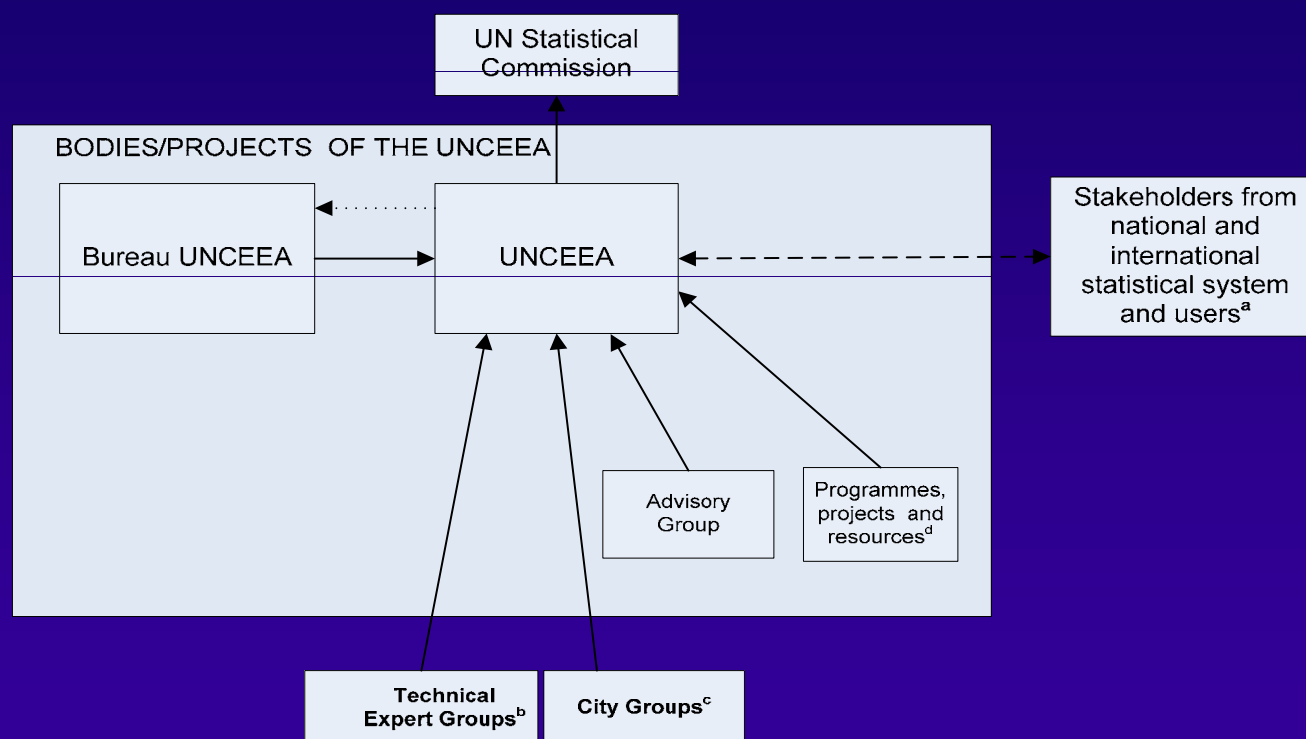 UN Statistical
Commission
BODIES/PROJECTS OF THE UNCEEA
Bureau UNCEEA
UNCEEA
Stakeholders from
national and
international
statistical system
and usersᵃ
Advisory
Group
Programmes,
projects and
resourcesᵈ
Technical
Expert Groupsᵇ
City Groupsᶜ